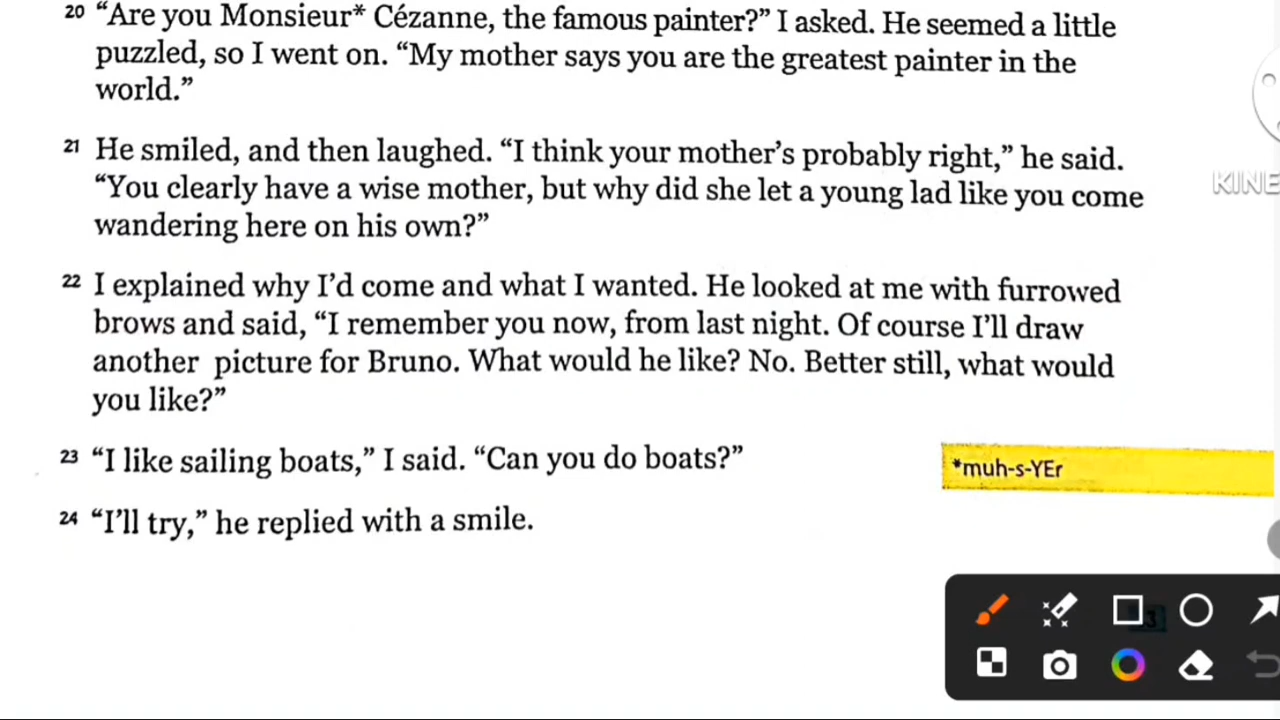 20 “Are you Monsieur* Cézanne, the famous painter?” I asked. He seemed a little
puzzled, so I went on. “My mother says you are the greatest painter in the
world.”
21 He smiled, and then laughed. “I think your mother’s probably right,” he said.
“You clearly have a wise mother, but why did she let a young lad like you come
wandering here on his own?”
22 I explained why I’d come and what I wanted. He looked at me with furrowed
brows and said, “I remember you now, from last night. Of course I’ll draw
another picture for Bruno. What would he like? No. Better still, what would
you like?”
23 “I like sailing boats,” I said. “Can you do boats?”
*muh-s-YEr
24 “I’ll try,” he replied with a smile.
KINE